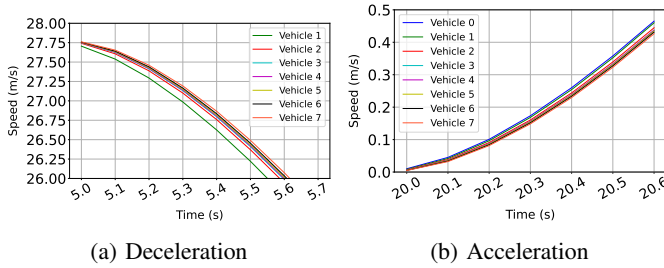 28.00
27.75
27.50
27.25
27.00
26.75
26.50
26.25
26.00
Speed (m/s)
Vehicle 1
Vehicle 2
Vehicle 3
Vehicle 4
Vehicle 5
Vehicle 6
Vehicle 7
5.0 5.1 5.2 5.3 5.4 5.5 5.6 5.7
Time (s)
(a) Deceleration
0.5
0.4
0.3
0.2
0.1
0.0
Speed (m/s)
Vehicle 0
Vehicle 1
Vehicle 2
Vehicle 3
Vehicle 4
Vehicle 5
Vehicle 6
Vehicle 7
20.0 20.1 20.2 20.3 20.4 20.5 20.6
Time (s)
(b) Acceleration